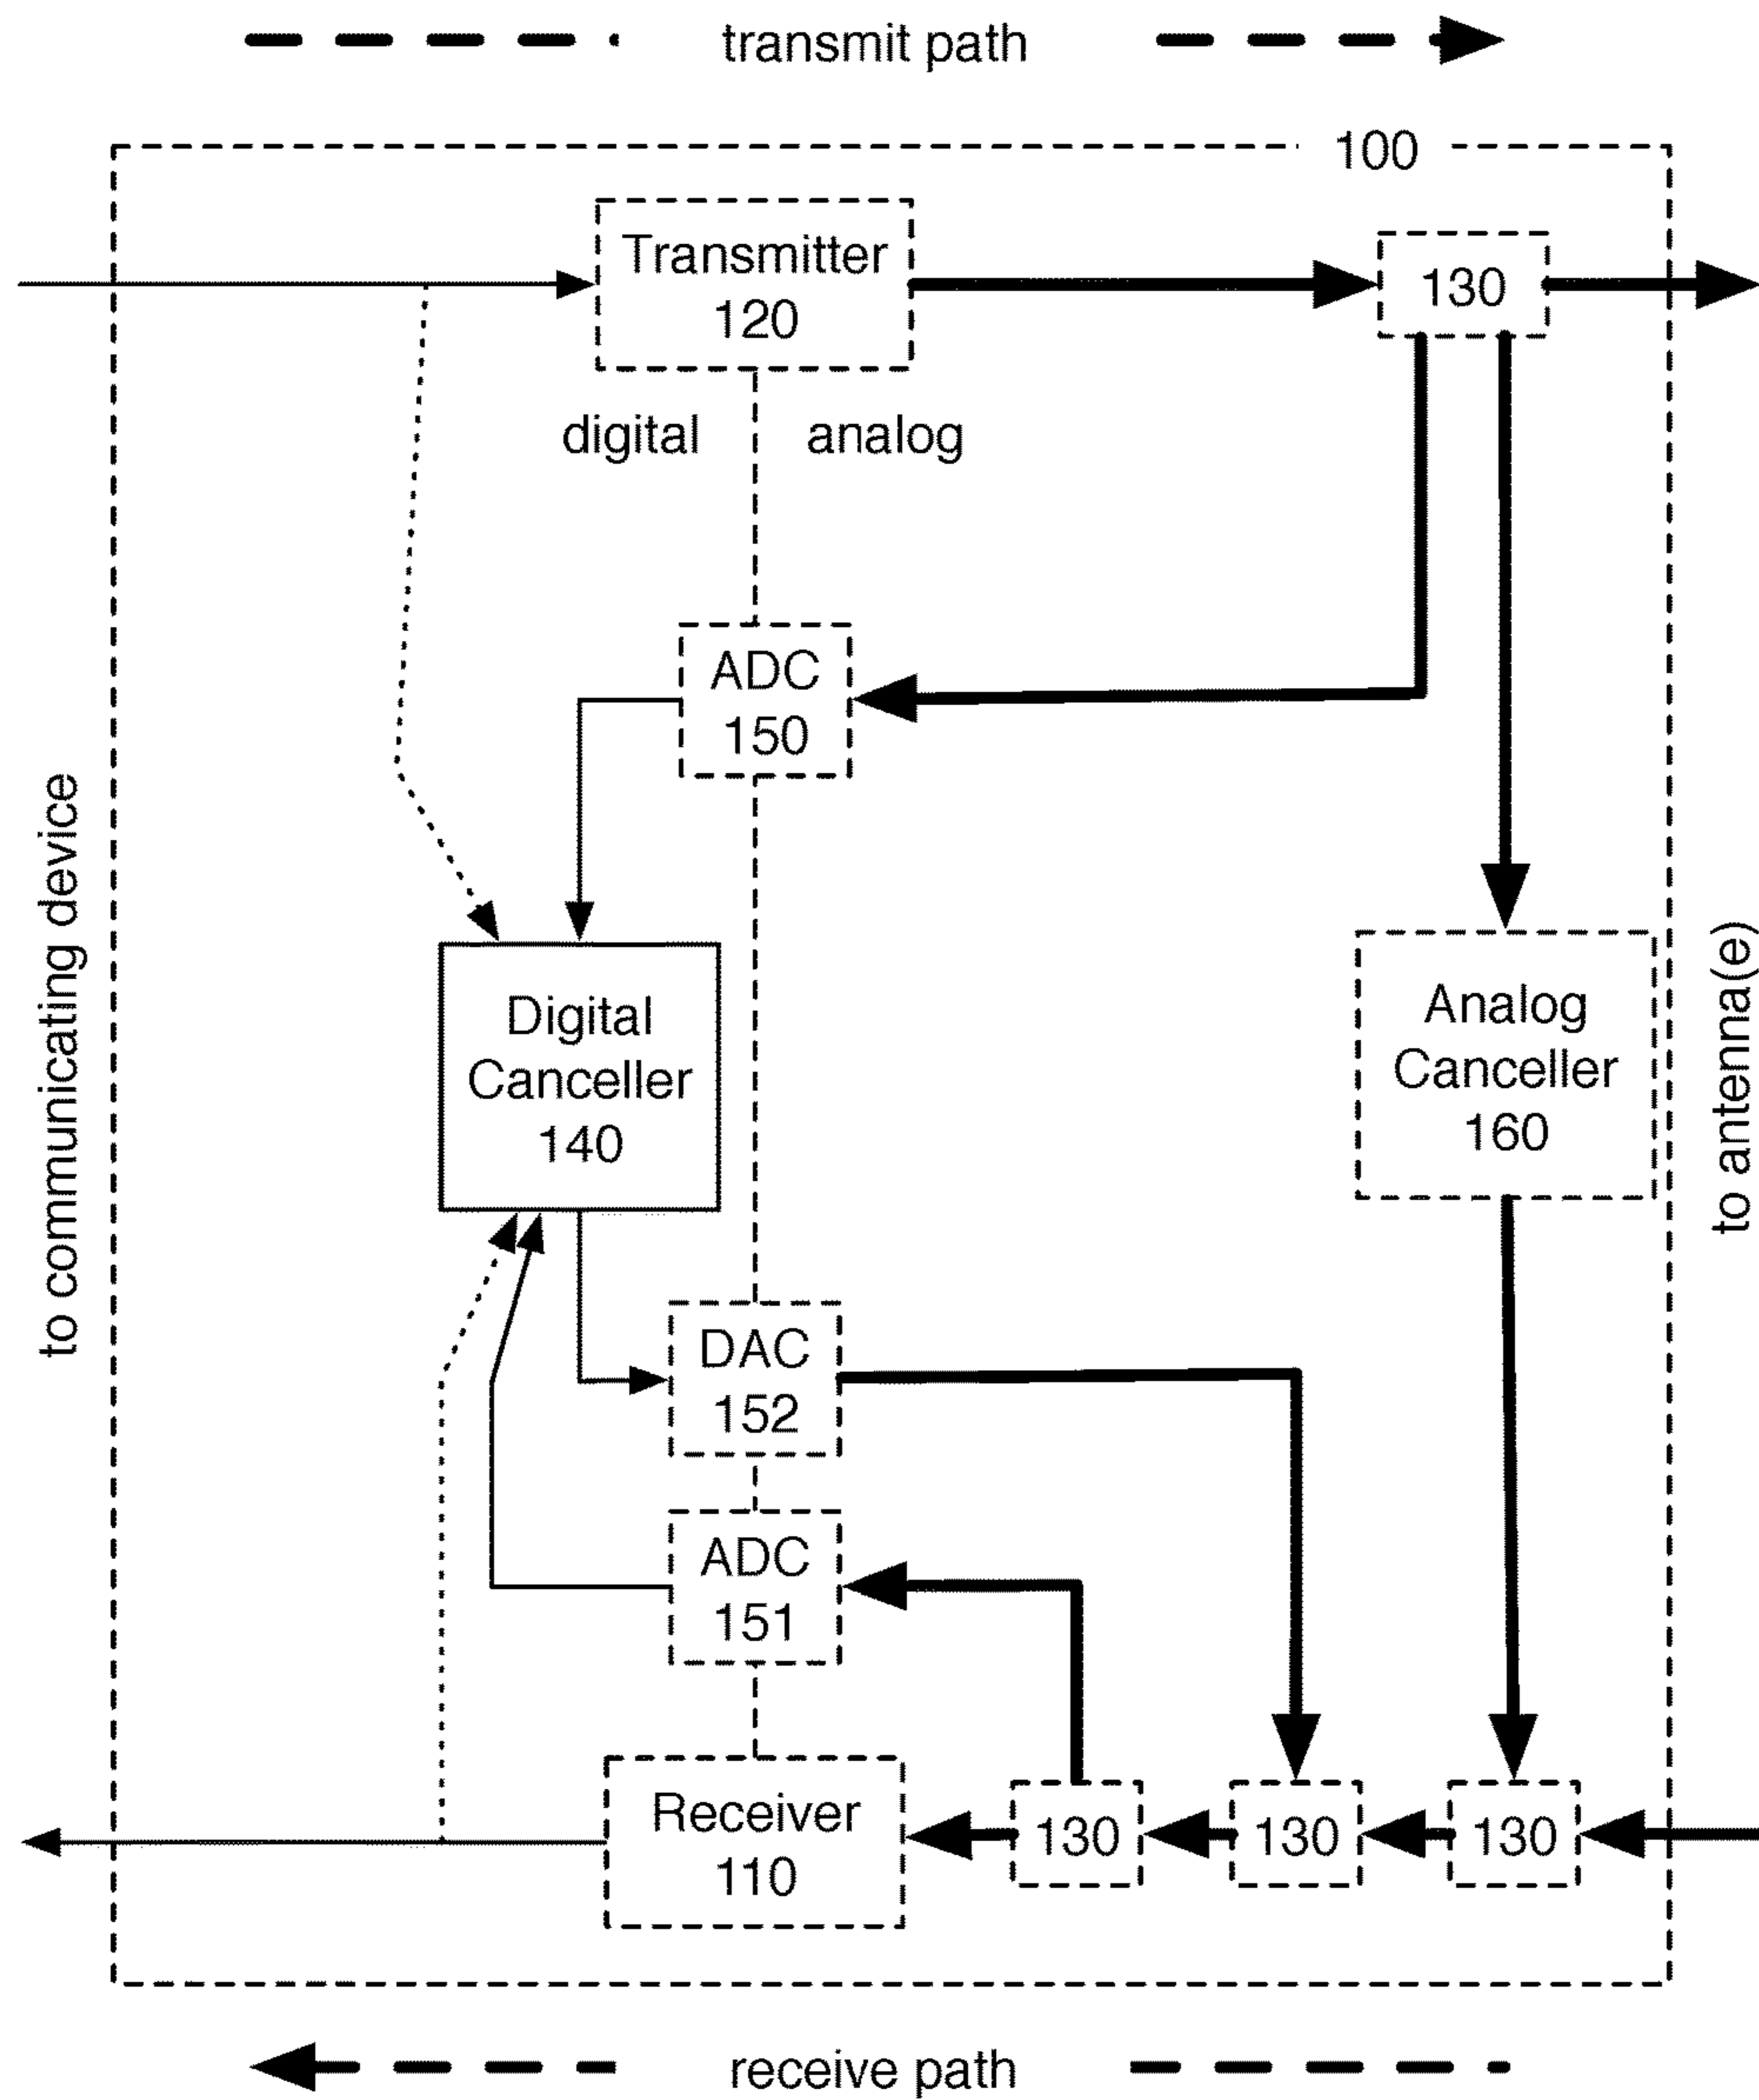 transmit path
100
Transmitter
120
130
digital
analog
ADC
150
to communicating device
Digital
Canceller
140
Analog
Canceller
160
to antenna(e)
DAC
152
ADC
151
Receiver
110
130
130
130
receive path